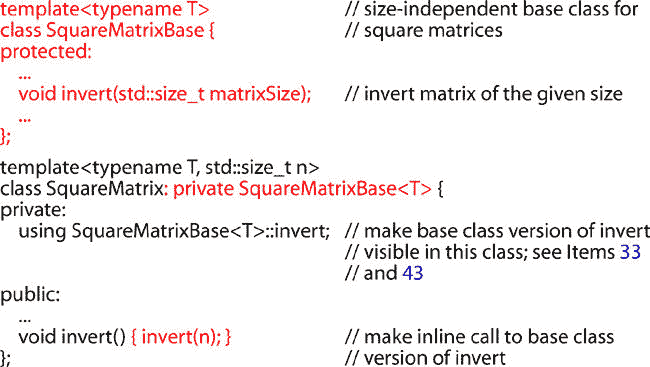 template<typename T> // size-independent base class for
class SquareMatrixBase { // square matrices
protected:
...
void invert(std::size_t matrixSize); // invert matrix of the given size
...
};
template<typename T, std::size_t n>
class SquareMatrix: private SquareMatrixBase<T> {
private:
using SquareMatrixBase<T>::invert; // make base class version of invert
// visible in this class; see Items 33
// and 43
public:
...
void invert() { invert(n); } // make inline call to base class
}; // version of invert